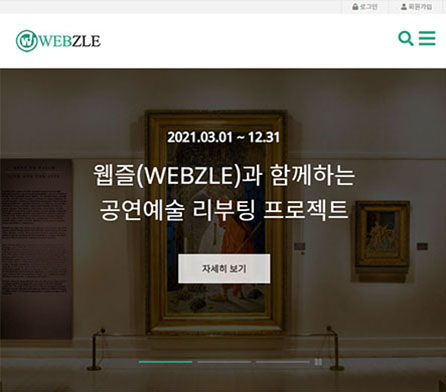 로그인 회원가입
WEBZLE
2021.03.01 ~ 12.31
웹즐(WEBZLE)과 함께하는
공연예술 리부팅 프로젝트
자세히 보기